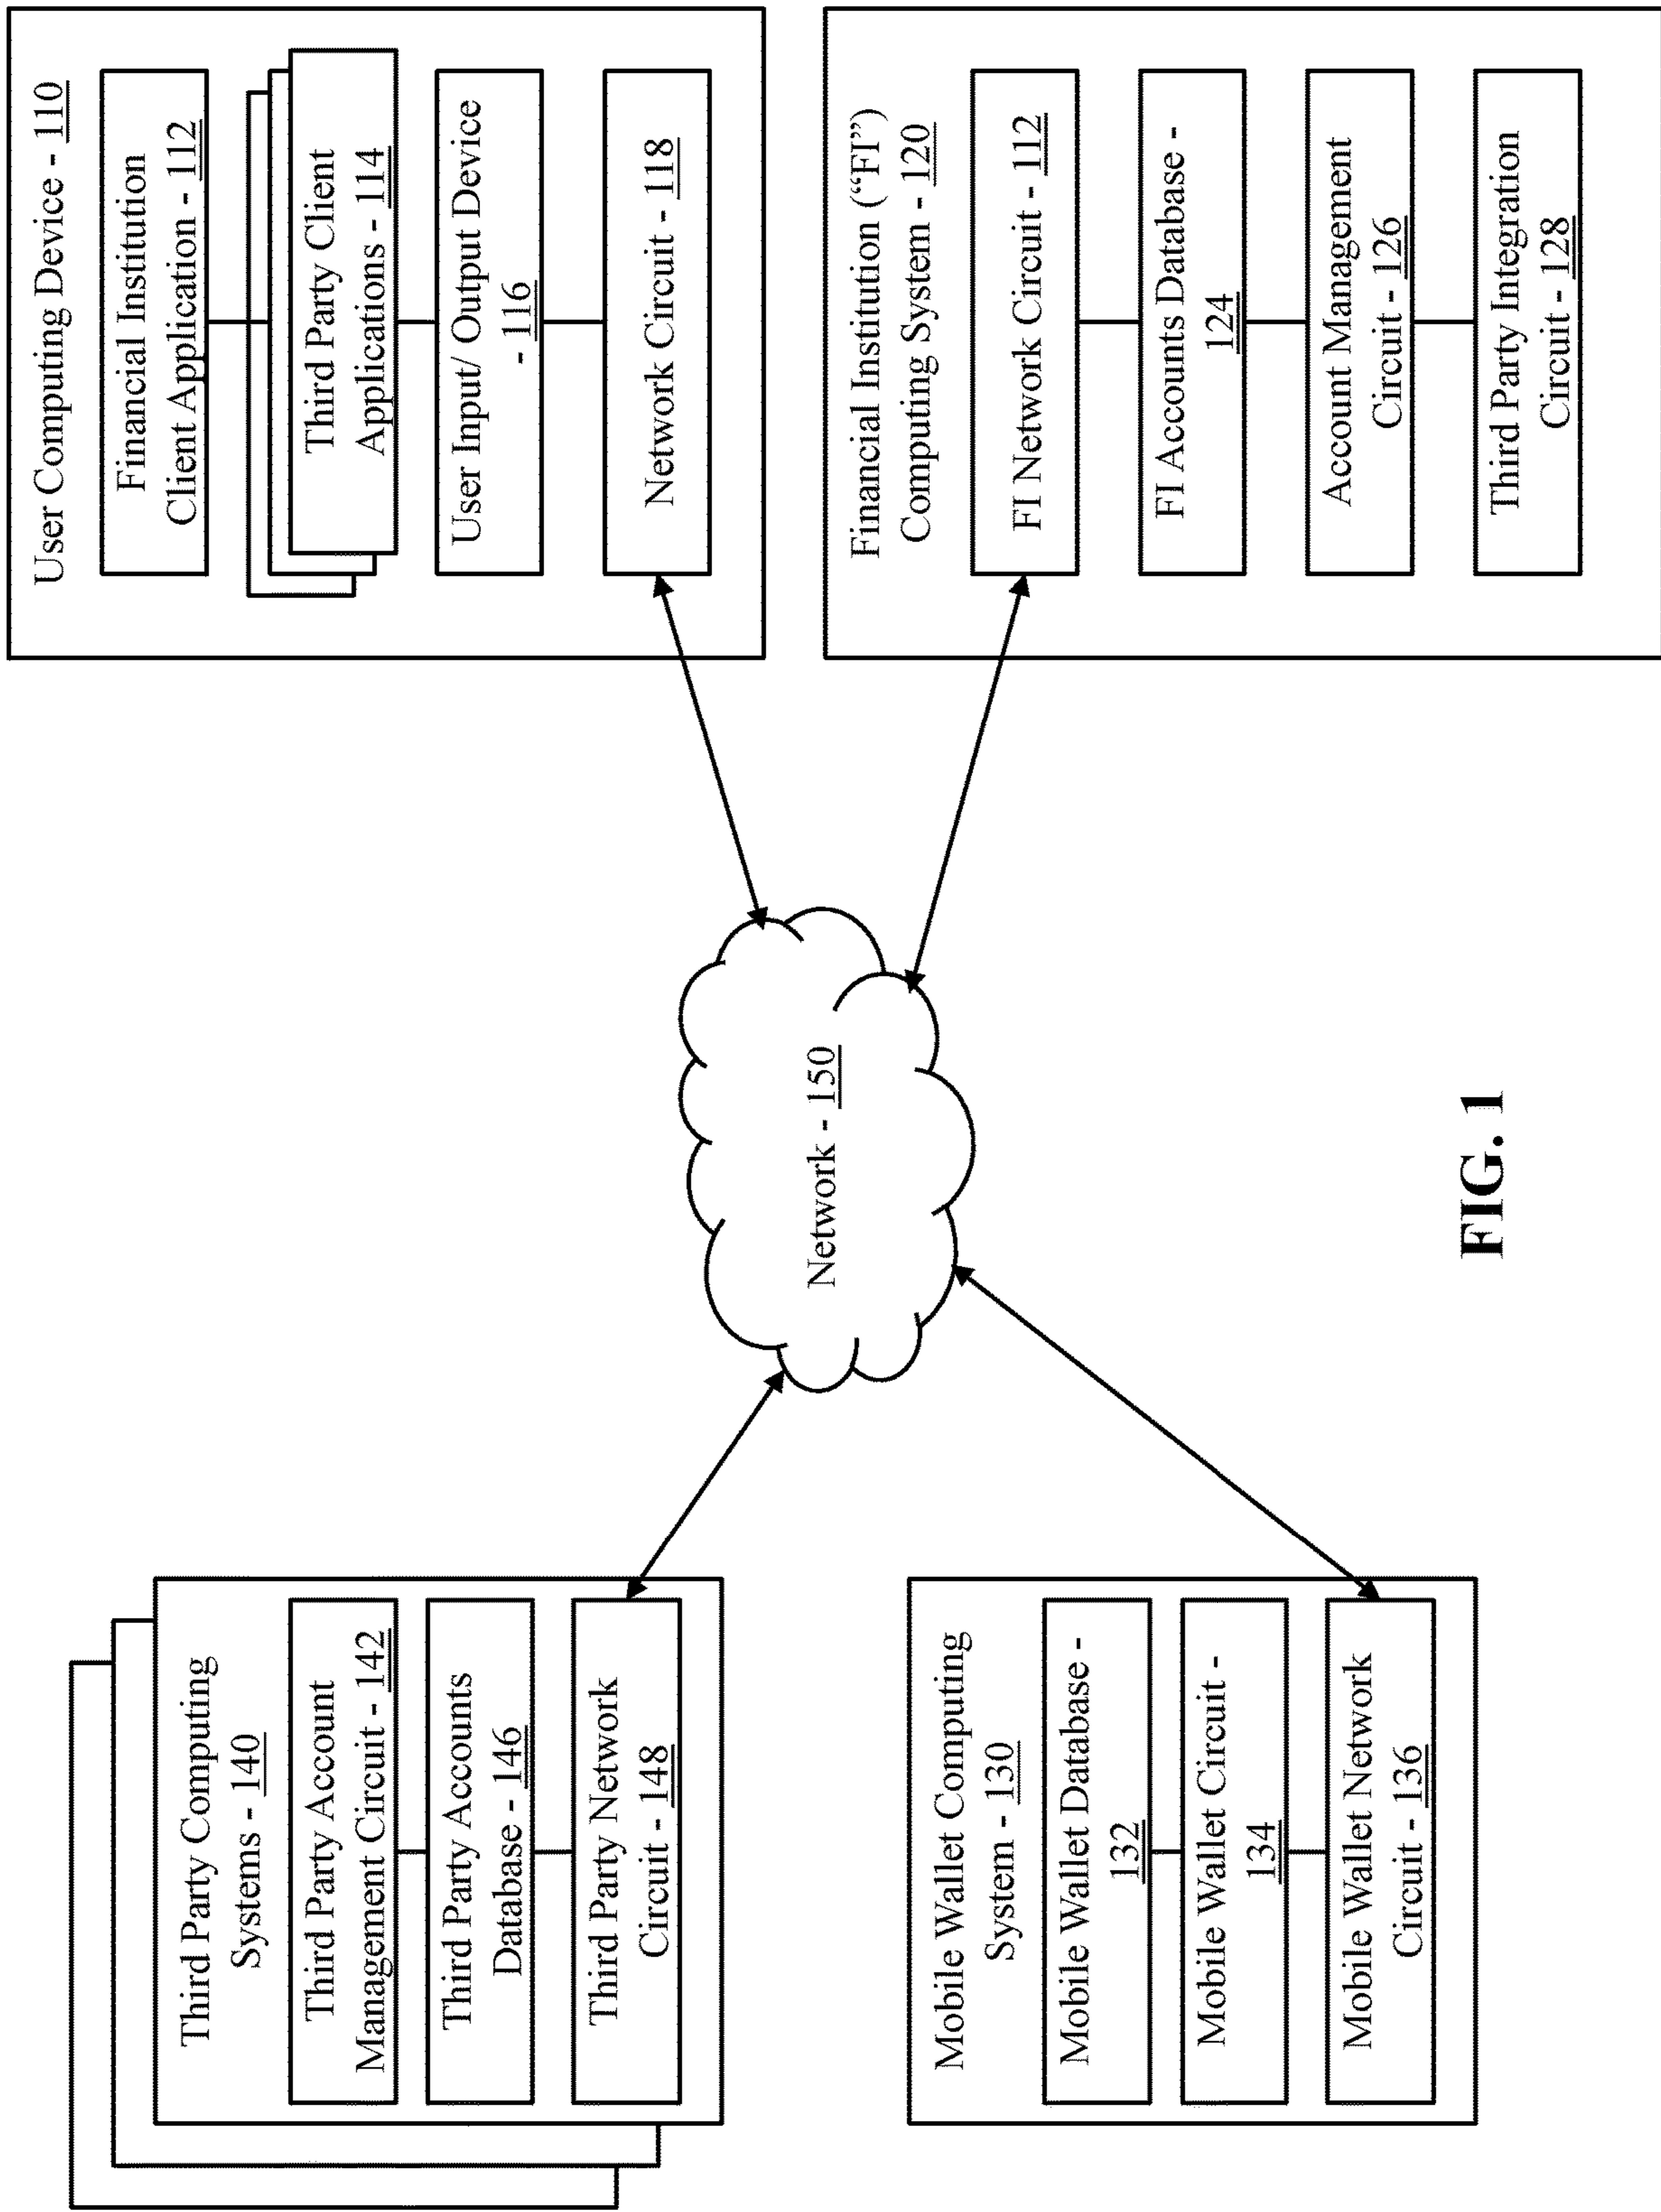 Third Party Computing
Systems - 140
Third Party Account
Management Circuit - 142
Third Party Accounts
Database - 146
Third Party Network
Circuit - 148
User Computing Device - 110
Financial Institution
Client Application - 112
Third Party Client
Applications - 114
User Input/ Output Device
- 116
Network Circuit - 118
Network - 150
Mobile Wallet Computing
System - 130
Mobile Wallet Database -
132
Mobile Wallet Circuit -
134
Mobile Wallet Network
Circuit - 136
Financial Institution (“FI”)
Computing System - 120
FI Network Circuit - 112
FI Accounts Database -
124
Account Management
Circuit - 126
Third Party Integration
Circuit - 128
FIG. 1